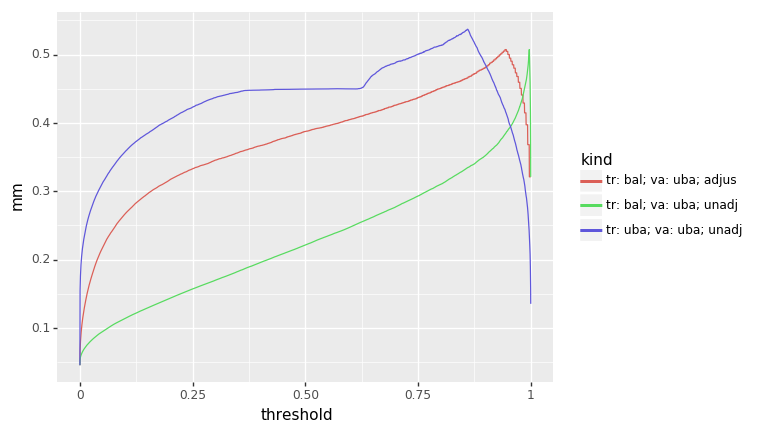 0.5
0.4
0.3
0.2
0.1
mm
0 0.25 0.50 0.75 1
threshold
kind
tr: bal; va: uba; adjus
tr: bal; va: uba; unadj
tr: uba; va: uba; unadj